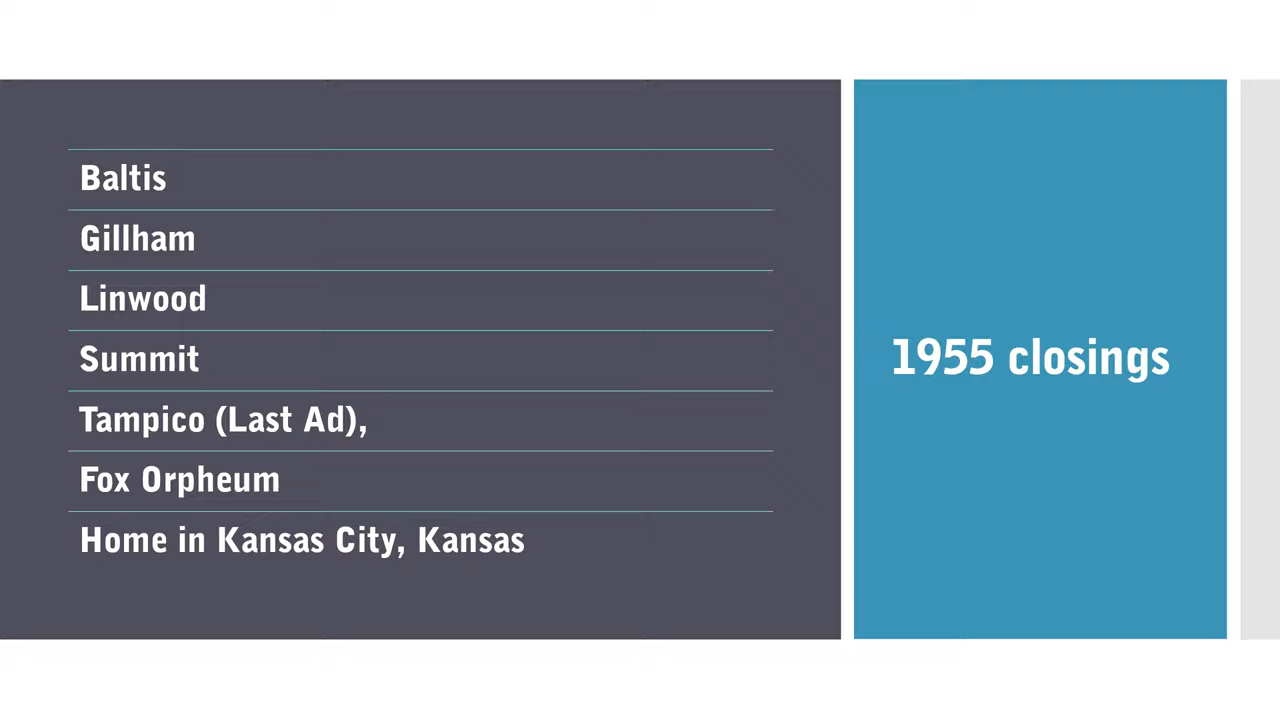 Baltis
Gillham
Linwood
Summit
Tampico (Last Ad),
Fox Orpheum
Home in Kansas City, Kansas
1955 closings